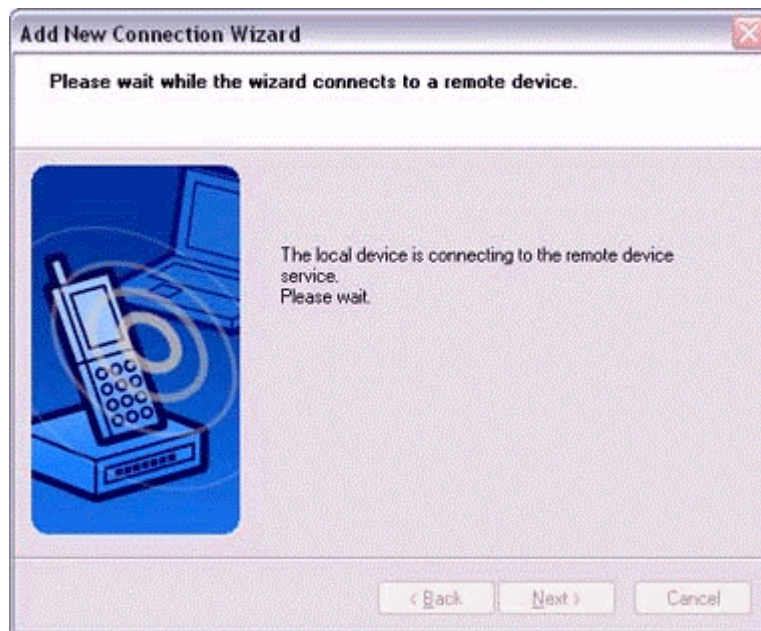 Add New Connection Wizard
Please wait while the wizard connects to a remote device.
The local device is connecting to the remote device
service.
Please wait.
< Back
Next >
Cancel